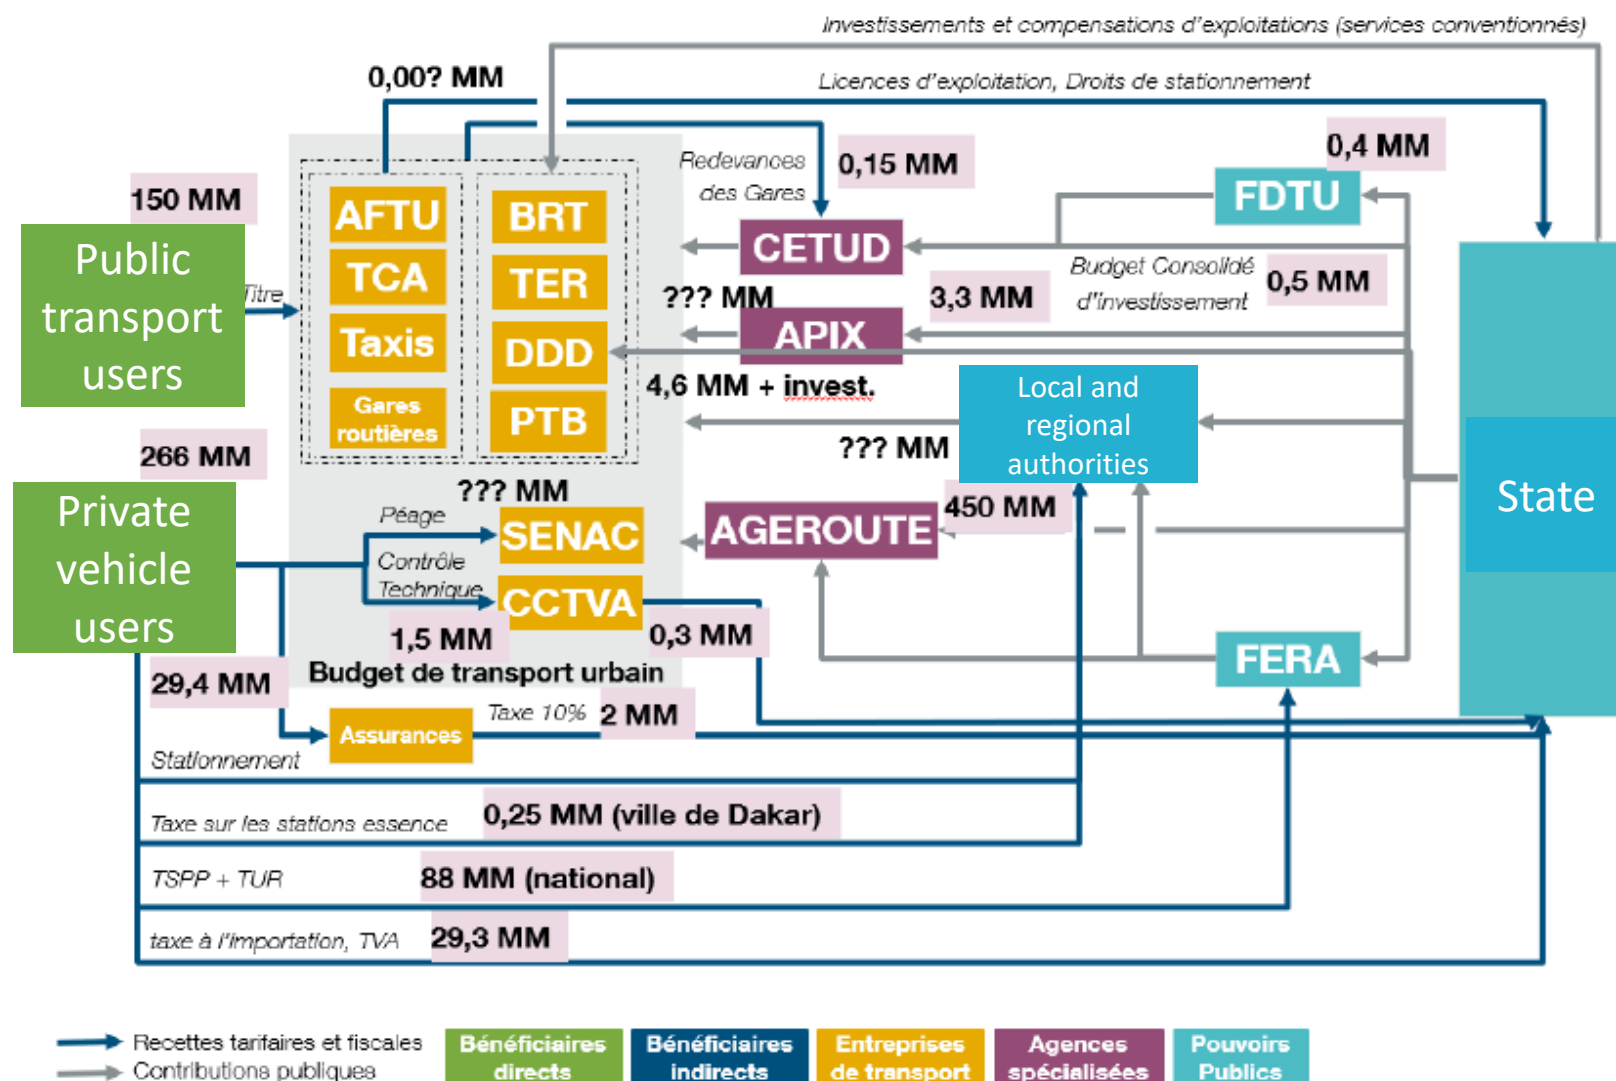 Investissements et compensations d'exploitations (services conventionnés)
0,00? MM
Licences d'exploitation, Droits de stationnement
150 MM
Public
transport
users
Titre
AFTU
TCA
Taxis
Gares
routières
BRT
TER
DDD
PTB
Redevances
des Gares
0,15 MM
0,4 MM
FDTU
CETUD
Budget Consolidé
d'investissement
0,5 MM
??? MM
3,3 MM
APIX
4,6 MM + invest.
Local and
regional
authorities
??? MM
State
266 MM
Private
vehicle
users
??? MM
Péage
SENAC
Contrôle
Technique
CCTVA
1,5 MM
0,3 MM
AGEROUTE
450 MM
FERA
Budget de transport urbain
29,4 MM
Assurances
Taxe 10%
2 MM
Stationnement
Taxe sur les stations essence
0,25 MM (ville de Dakar)
TSPP + TUR
88 MM (national)
taxe à l'importation, TVA
29,3 MM
Recettes tarifaires et fiscales
Contributions publiques
Bénéficiaires
directs
Bénéficiaires
indirects
Entreprises
de transport
Agences
spécialisées
Pouvoirs
Publics